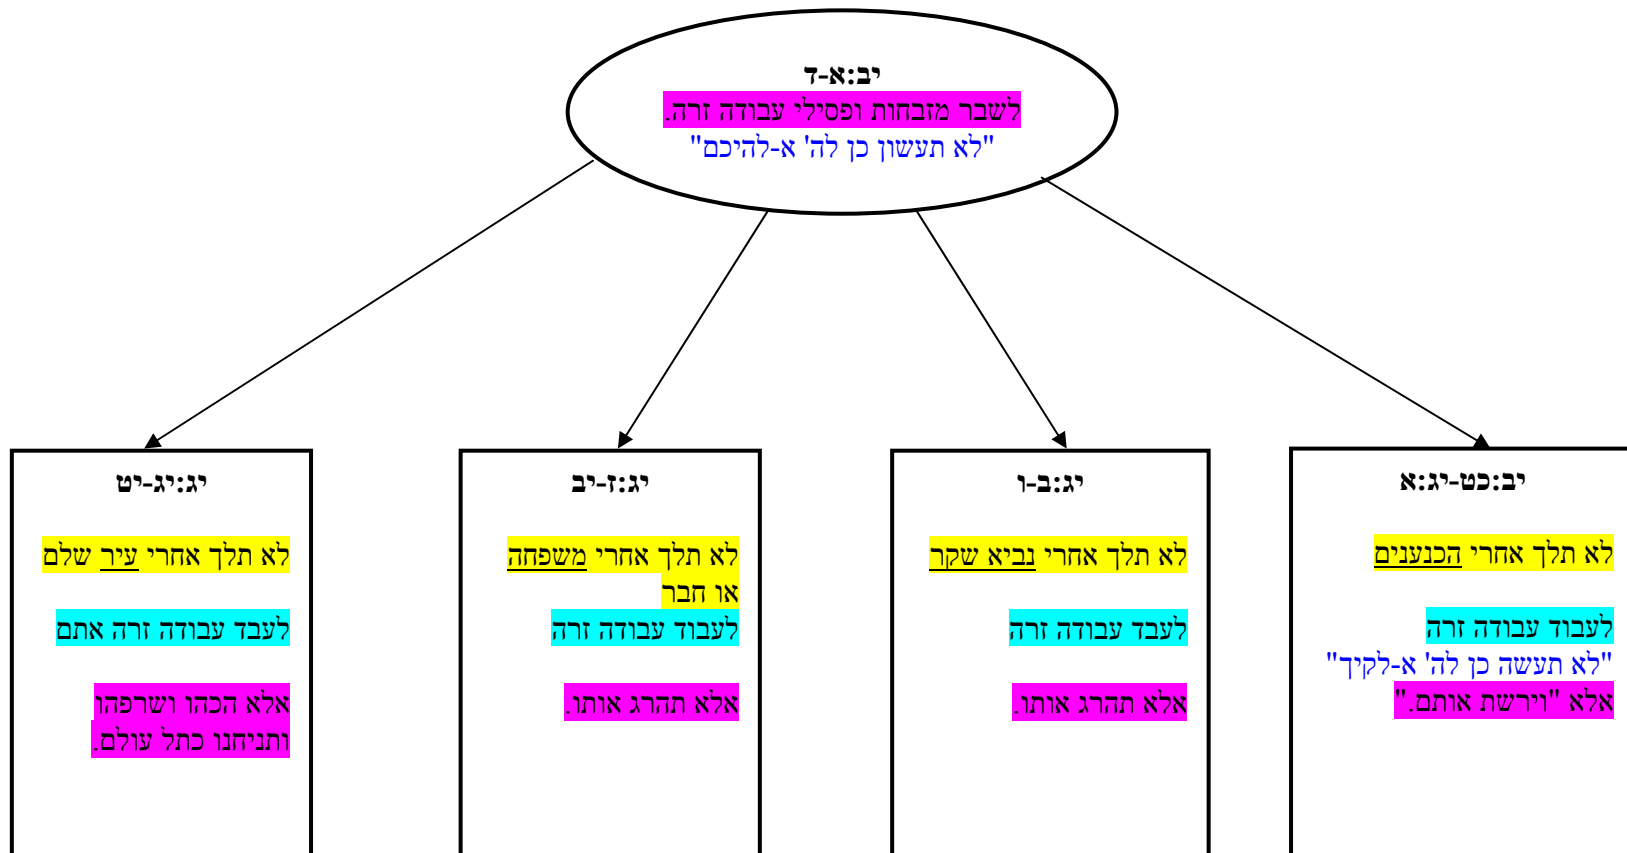 יב:א-ד
לשבר מזבחות ופסילי עבודה זרה.
"לא תעשון כן לה' א-להיכם"
יב:כט-יג:א
לא תלך אחרי הכנענים
לעבוד עבודה זרה
"לא תעשה כן לה' א-לקיך"
אלא "וירשת אותם."
יג:ב-ו
לא תלך אחרי נביא שקר
לעבד עבודה זרה
אלא תהרג אותו.
יג:ז-יב
לא תלך אחרי משפחה
או חבר
לעבוד עבודה זרה
אלא תהרג אותו.
יג:יג-יט
לא תלך אחרי עיר שלם
לעבד עבודה זרה אתם
אלא הכהו ושרפהו
ותניחנו כתל עולם.